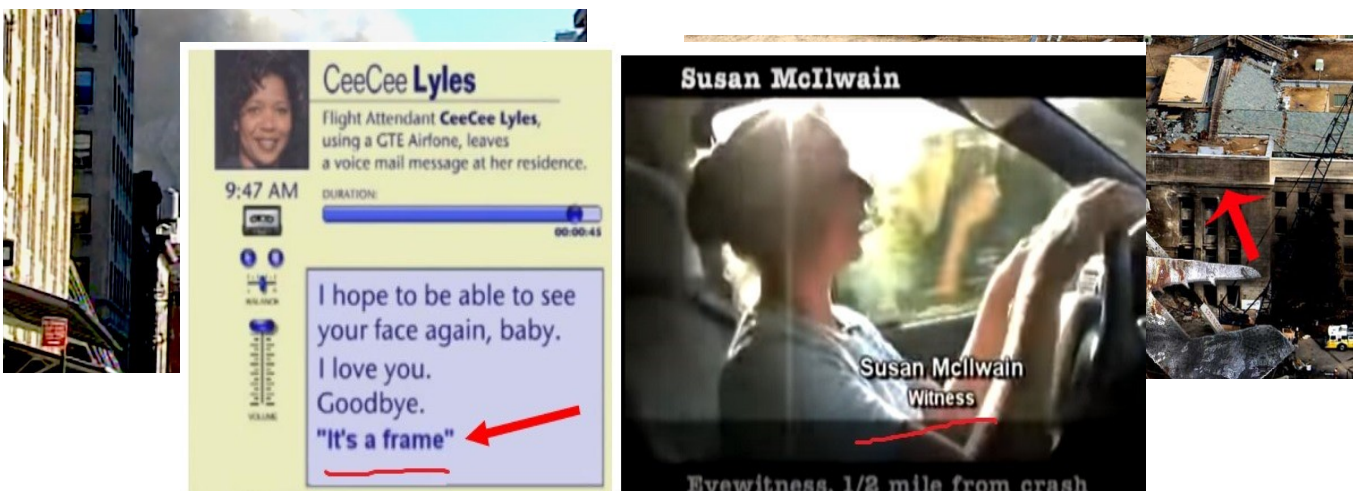 CeeCee Lyles
Flight Attendant CeeCee Lyles,
using a GTE Airfone, leaves
a voice mail message at her residence.
9:47 AM
DURATION:
00:00:45
BALANCE
VOLUME
I hope to be able to see
your face again, baby.
I love you.
Goodbye.
"It's a frame"
Susan McIlwain
Susan McIlwain
Witness
Eyewitness, 1/2 mile from crash